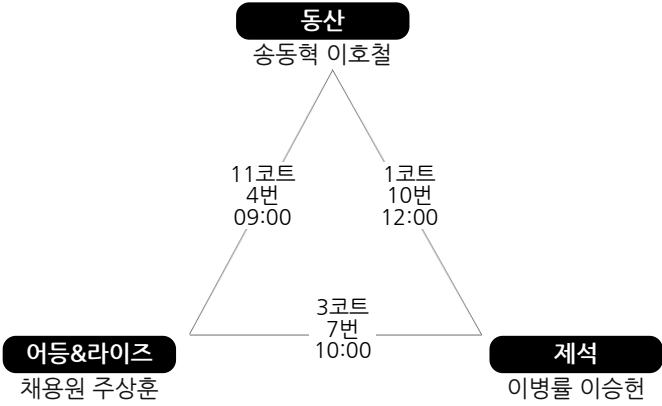 동산
송동혁 이호철
11코트
4번
09:00
1코트
10번
12:00
3코트
7번
10:00
어등&라이즈
채용원 주상훈
제석
이병률 이승헌